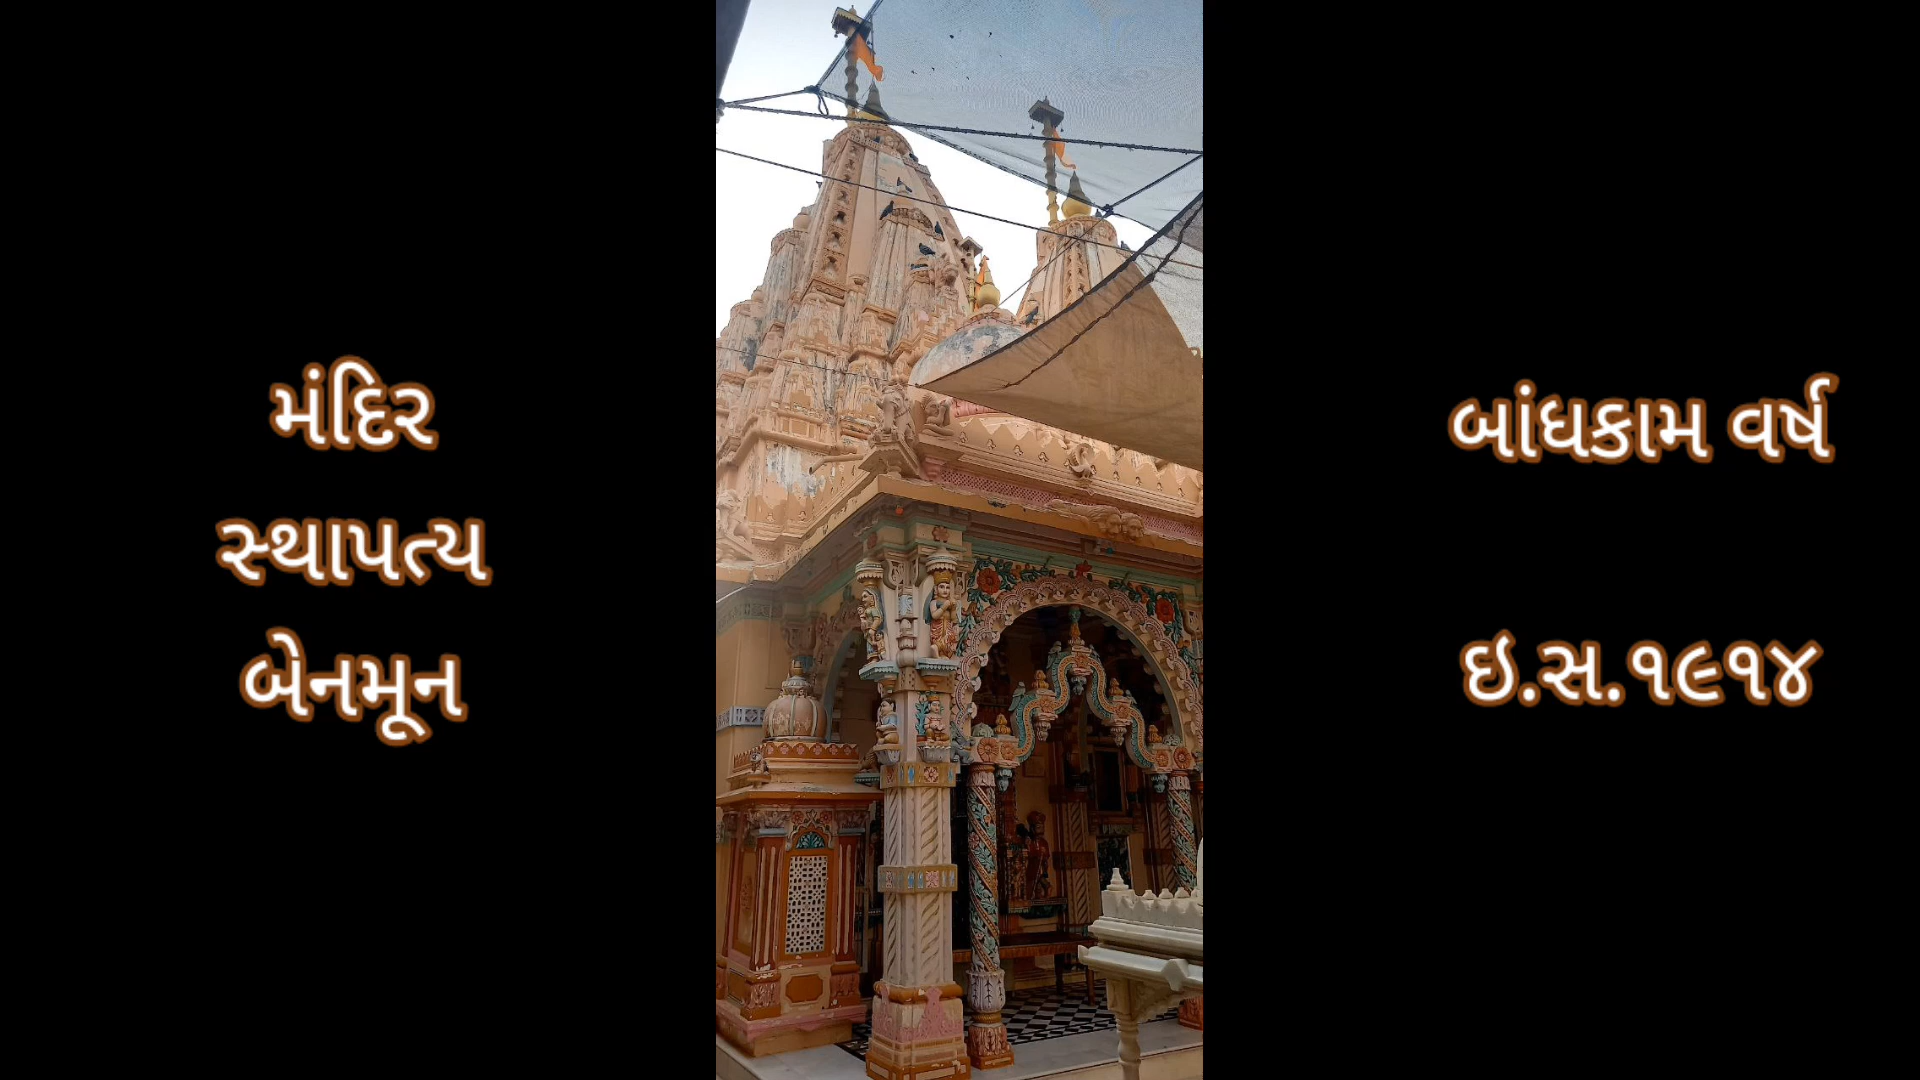 મંદિર
સ્થાપત્ય
બેનમૂન
બાંધકામ વર્ષ
ઇ.સ.૧૯૧૪